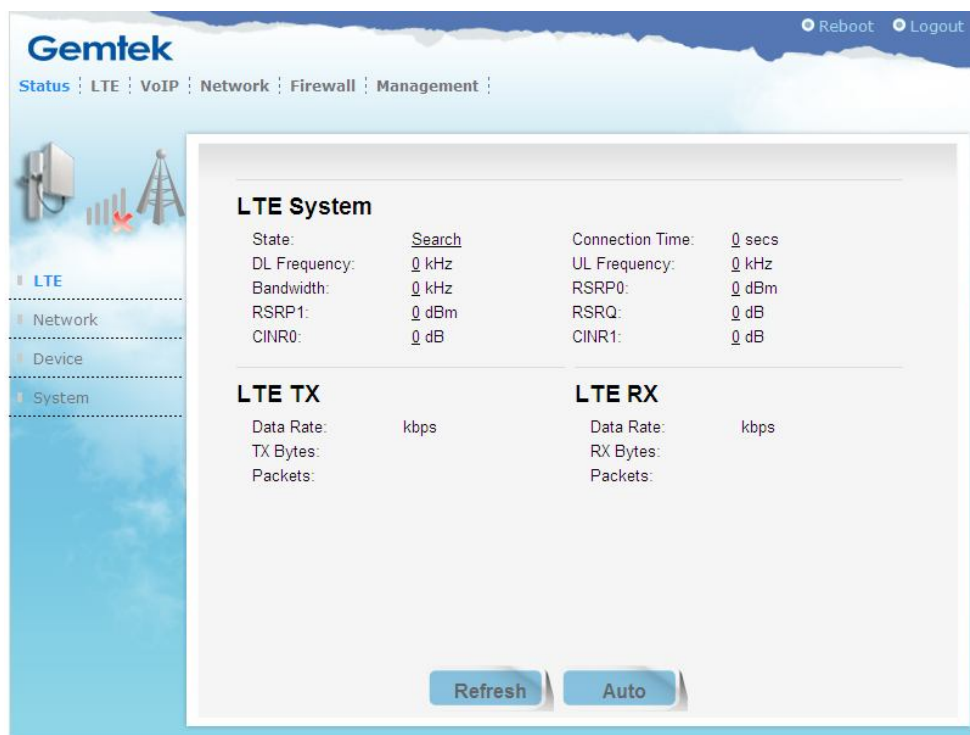 Reboot Logout
Gemtek
Status LTE VoIP Network Firewall Management
LTE
Network
Device
System
LTE System
State: Search Connection Time: 0 secs
DL Frequency: 0 kHz UL Frequency: 0 kHz
Bandwidth: 0 kHz RSRP0: 0 dBm
RSRP1: 0 dBm RSRQ: 0 dB
CINR0: 0 dB CINR1: 0 dB
LTE TX LTE RX
Data Rate: kbps Data Rate: kbps
TX Bytes: RX Bytes:
Packets: Packets:
Refresh Auto